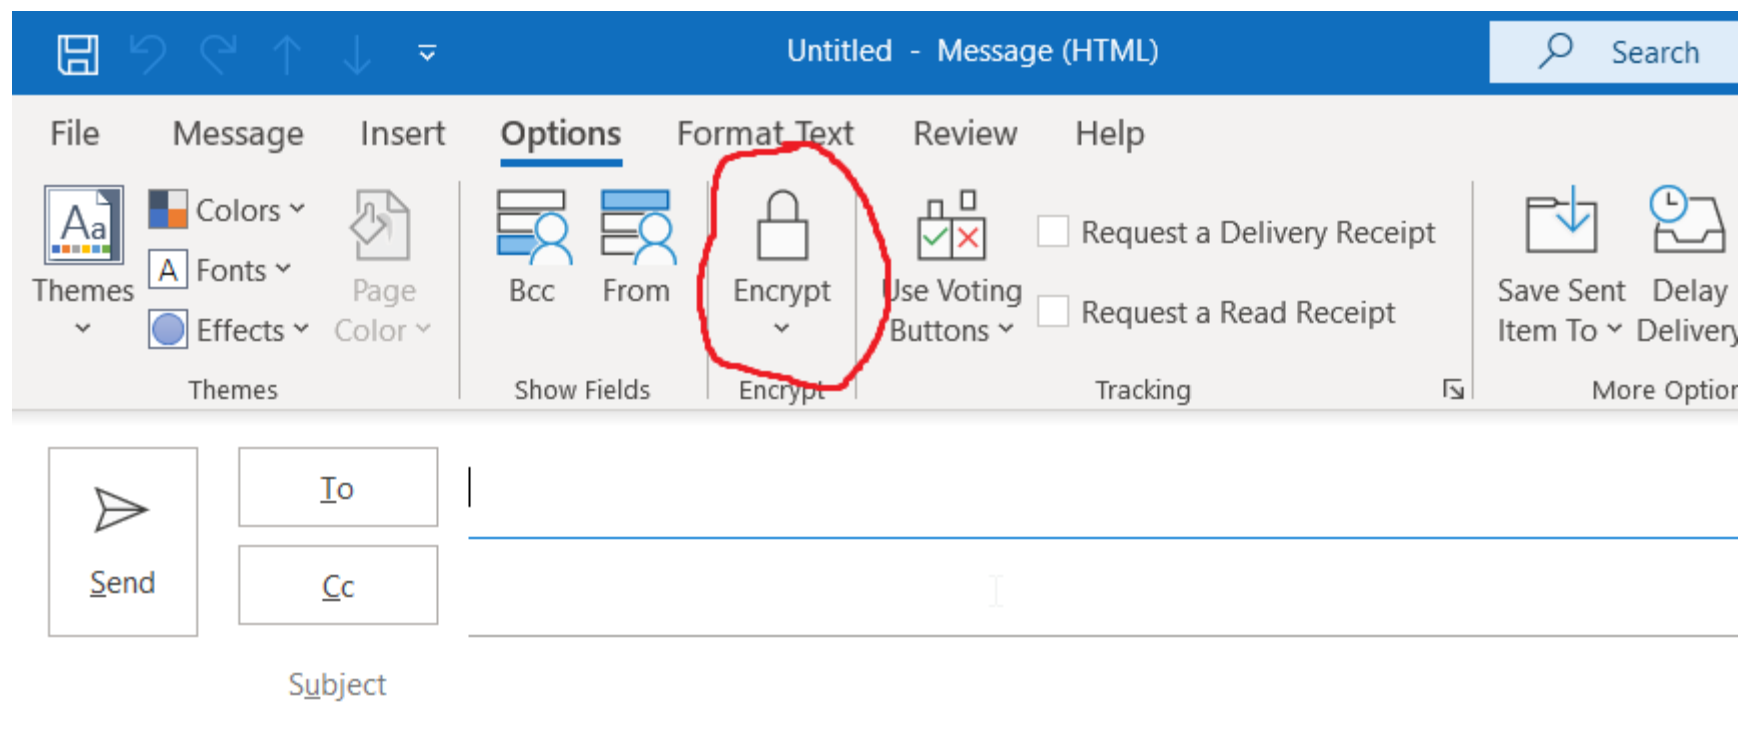 Untitled - Message (HTML)
Search
File Message Insert Options Format Text Review Help
Aa
Themes
Colors
A Fonts
Effects
Page
Color
Themes
Bcc
From
Show Fields
Encrypt
Encrypt
Use Voting
Buttons
Request a Delivery Receipt
Request a Read Receipt
Tracking
Save Sent
Item To
Delay
Delivery
More Option
Send
To
Cc
Subject